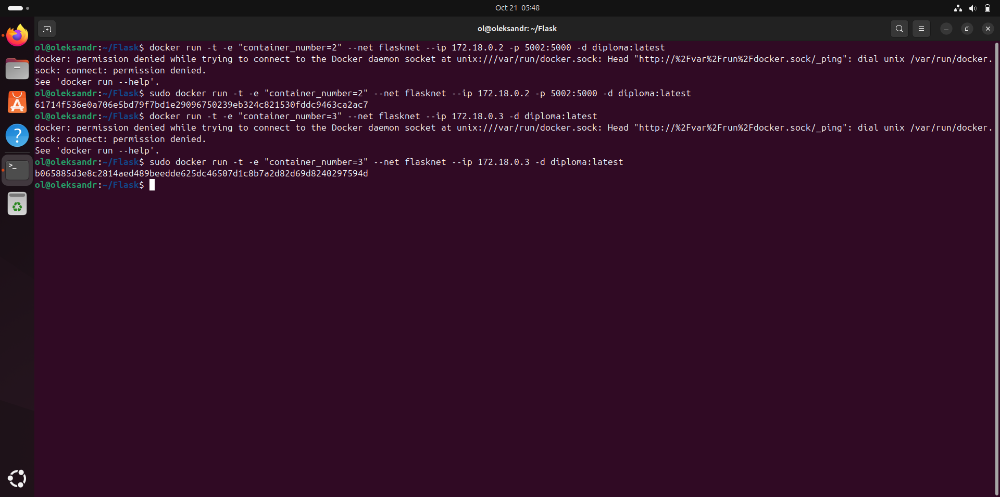 Oct 21 05:48
ol@oleksandr: ~/Flask
ol@oleksandr:~/Flask$ docker run -t -e "container_number=2" --net flasknet --ip 172.18.0.2 -p 5002:5000 -d diploma:latest
docker: permission denied while trying to connect to the Docker daemon socket at unix:///var/run/docker.sock: Head "http://%2Fvar%2Frun%2Fdocker.sock/_ping": dial unix /var/run/docker.
sock: connect: permission denied.
See 'docker run --help'.
ol@oleksandr:~/Flask$ sudo docker run -t -e "container_number=2" --net flasknet --ip 172.18.0.2 -p 5002:5000 -d diploma:latest
61714f536e0a706e5bd79f7bd1e29096750239eb324c821530fddc9463ca2ac7
ol@oleksandr:~/Flask$ docker run -t -e "container_number=3" --net flasknet --ip 172.18.0.3 -d diploma:latest
docker: permission denied while trying to connect to the Docker daemon socket at unix:///var/run/docker.sock: Head "http://%2Fvar%2Frun%2Fdocker.sock/_ping": dial unix /var/run/docker.
sock: connect: permission denied.
See 'docker run --help'.
ol@oleksandr:~/Flask$ sudo docker run -t -e "container_number=3" --net flasknet --ip 172.18.0.3 -d diploma:latest
b065885d3e8c2814aed489beedde625dc46507d1c8b7a2d82d69d8240297594d
ol@oleksandr:~/Flask$